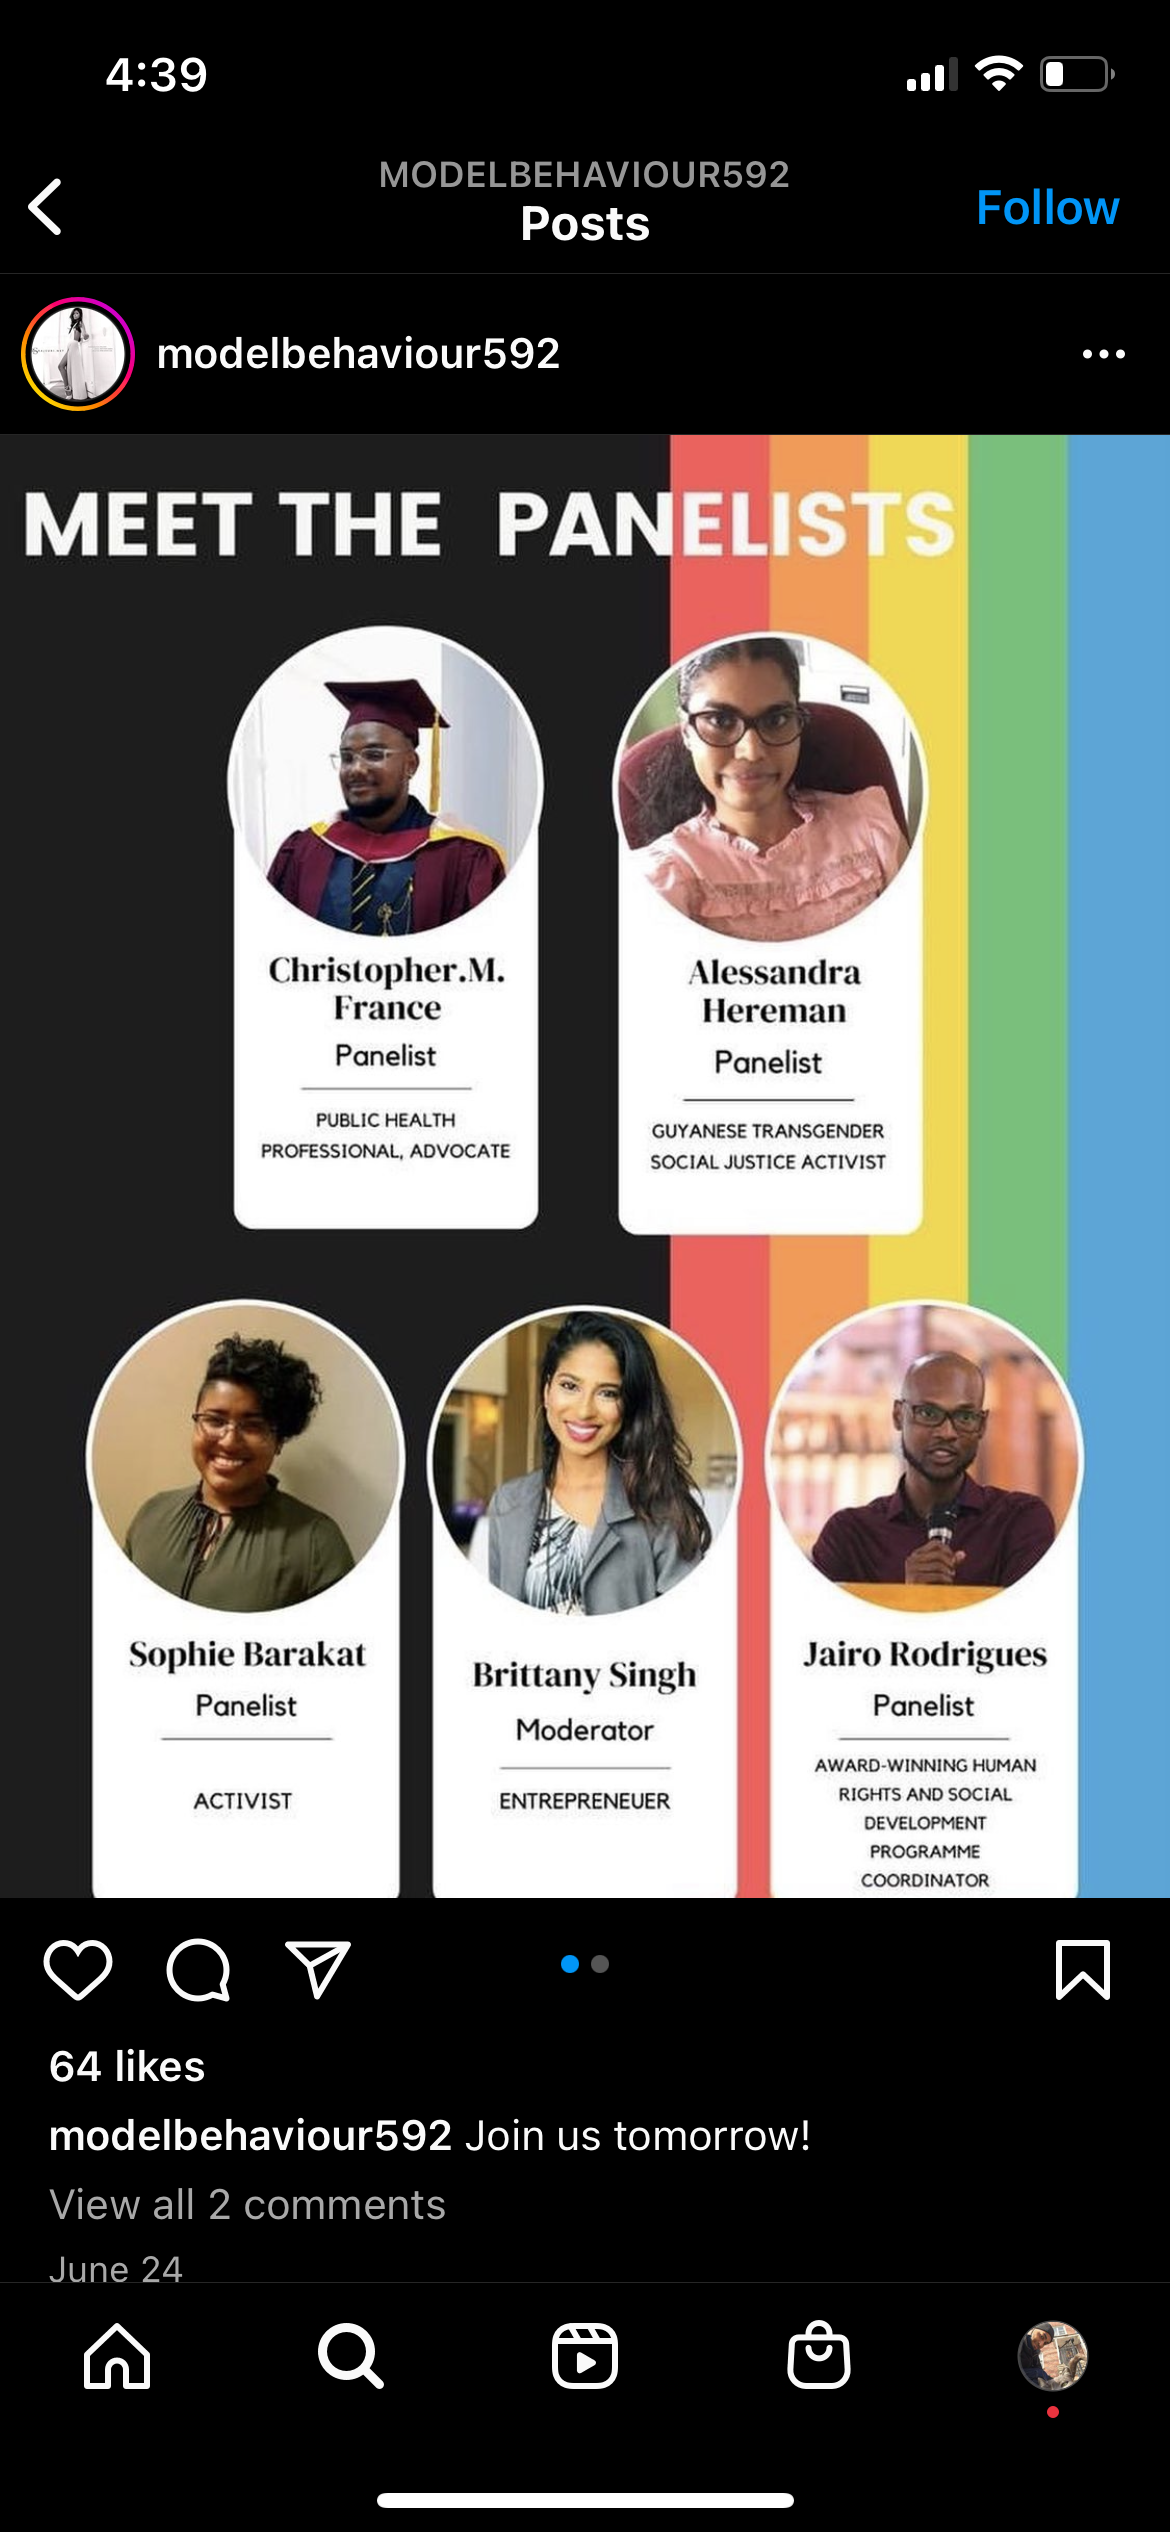 4:39
MODELBEHAVIOUR592
Posts
Follow
modelbehaviour592
MEET THE PANELISTS
Christopher.M.
France
Panelist
PUBLIC HEALTH
PROFESSIONAL, ADVOCATE
Alessandra
Hereman
Panelist
GUYANESE TRANSGENDER
SOCIAL JUSTICE ACTIVIST
Sophie Barakat
Panelist
ACTIVIST
Brittany Singh
Moderator
ENTREPRENEUER
Jairo Rodrigues
Panelist
AWARD-WINNING HUMAN
RIGHTS AND SOCIAL
DEVELOPMENT
PROGRAMME
COORDINATOR
64 likes
modelbehaviour592 Join us tomorrow!
View all 2 comments
June 24